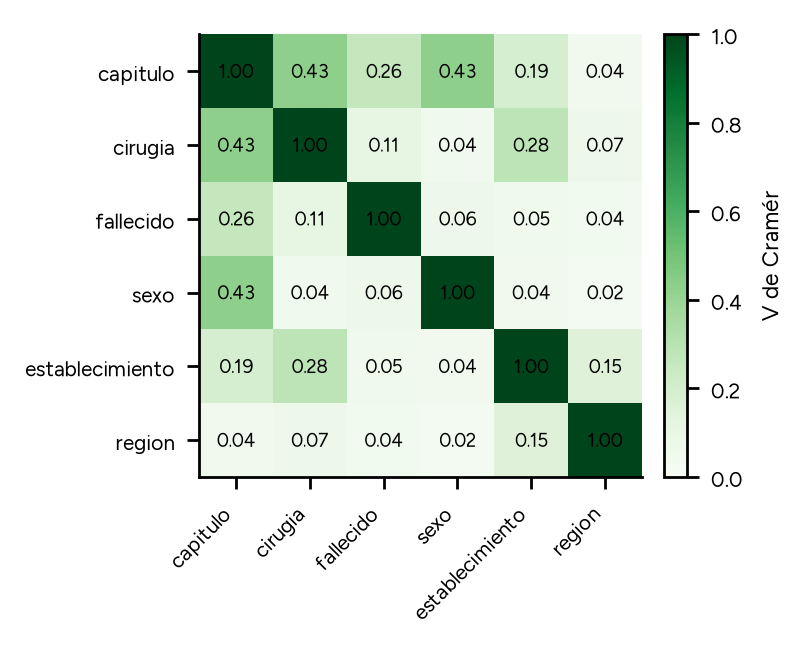 capitulo 1.00 0.43 0.26 0.43 0.19 0.04
cirugia 0.43 1.00 0.11 0.04 0.28 0.07
fallecido 0.26 0.11 1.00 0.06 0.05 0.04
sexo 0.43 0.04 0.06 1.00 0.04 0.02
establecimiento 0.19 0.28 0.05 0.04 1.00 0.15
region 0.04 0.07 0.04 0.02 0.15 1.00
capitulo cirugia fallecido sexo establecimiento region
1.0
0.8
0.6
0.4
0.2
0.0
V de Cramér